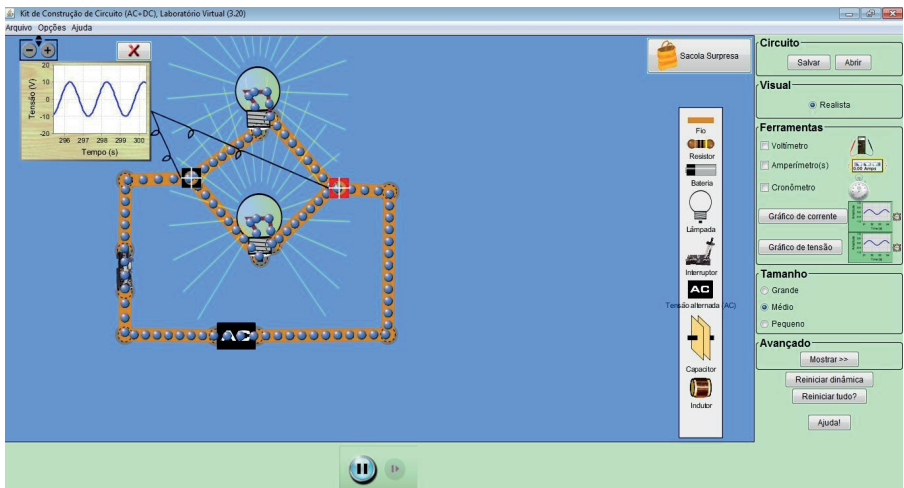 Kit de Construção de Circuito (AC+DC), Laboratório Virtual (3.20)
Arquivo Opções Ajuda
20
10
0
-10
-20
Tensão (V)
296 297 298 299 300
Tempo (s)
Sacola Surpresa
Fio
Resistor
Bateria
Lâmpada
Interruptor
AC
Tensão alternada (AC)
Capacitor
Indutor
AC
Circuito
Salvar Abrir
Visual
Realista
Ferramentas
Voltímetro
Amperímetro(s)
0.00 Amps
Cronômetro
Gráfico de corrente
Gráfico de tensão
Tamanho
Grande
Médio
Pequeno
Avançado
Mostrar >>
Reiniciar dinâmica
Reiniciar tudo?
Ajuda!